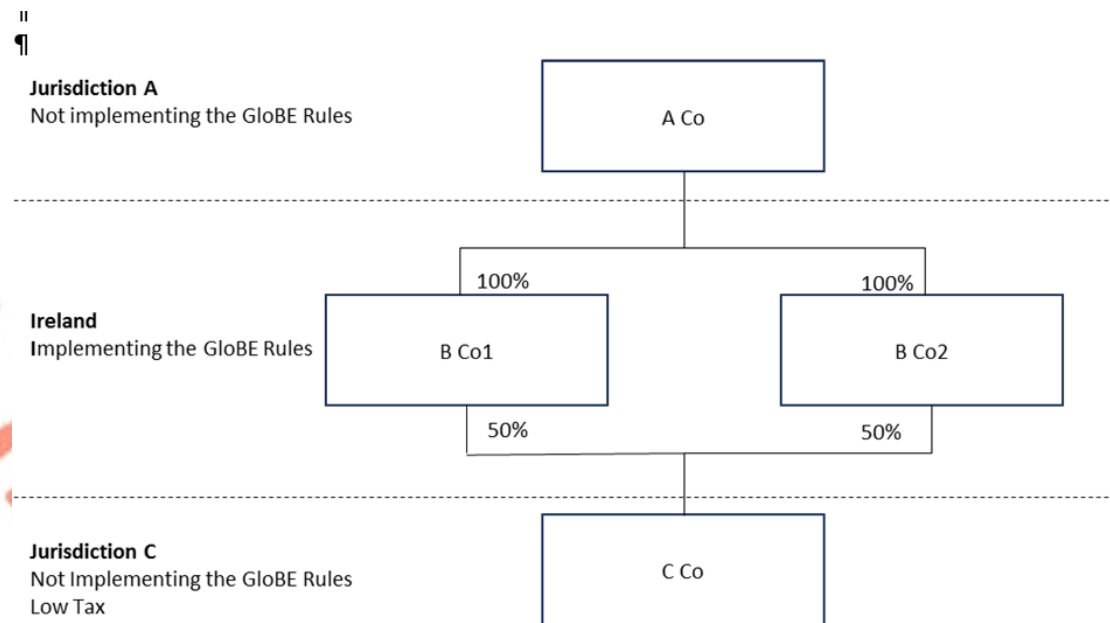 ¶
Jurisdiction A
Not implementing the GloBE Rules
A Co
100%
100%
Ireland
Implementing the GloBE Rules
B Co1
B Co2
50%
50%
Jurisdiction C
Not Implementing the GloBE Rules
Low Tax
C Co